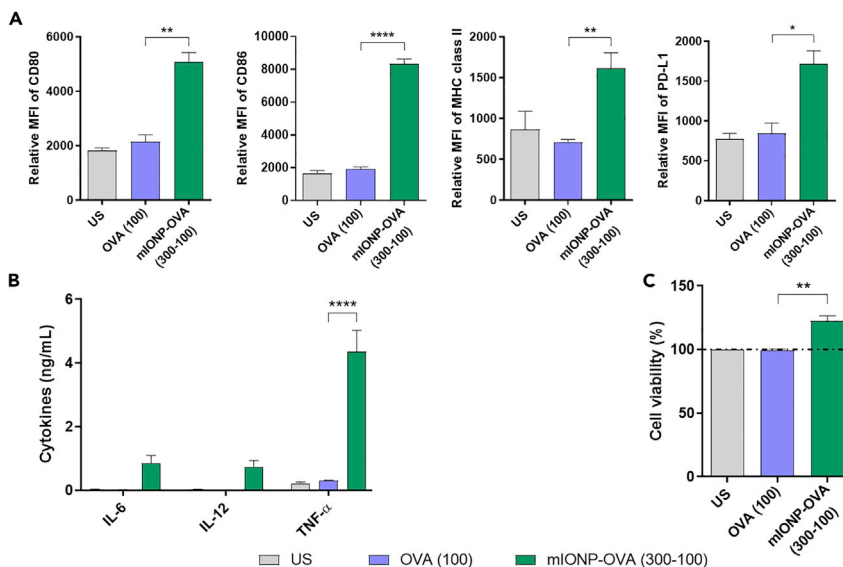 A
Relative MFI of CD80
6000
4000
2000
0
**
US
OVA (100)
mIONP-OVA
(300-100)
Relative MFI of CD86
10000
8000
6000
4000
2000
0
****
US
OVA (100)
mIONP-OVA
(300-100)
Relative MFI of MHC class II
2000
1500
1000
500
0
**
US
OVA (100)
mIONP-OVA
(300-100)
Relative MFI of PD-L1
2000
1500
1000
500
0
*
US
OVA (100)
mIONP-OVA
(300-100)
B
Cytokines (ng/mL)
6
4
2
0
****
IL-6
IL-12
TNF-α
C
Cell viability (%)
150
100
50
0
**
US
OVA (100)
mIONP-OVA
(300-100)
US
OVA (100)
mIONP-OVA (300-100)